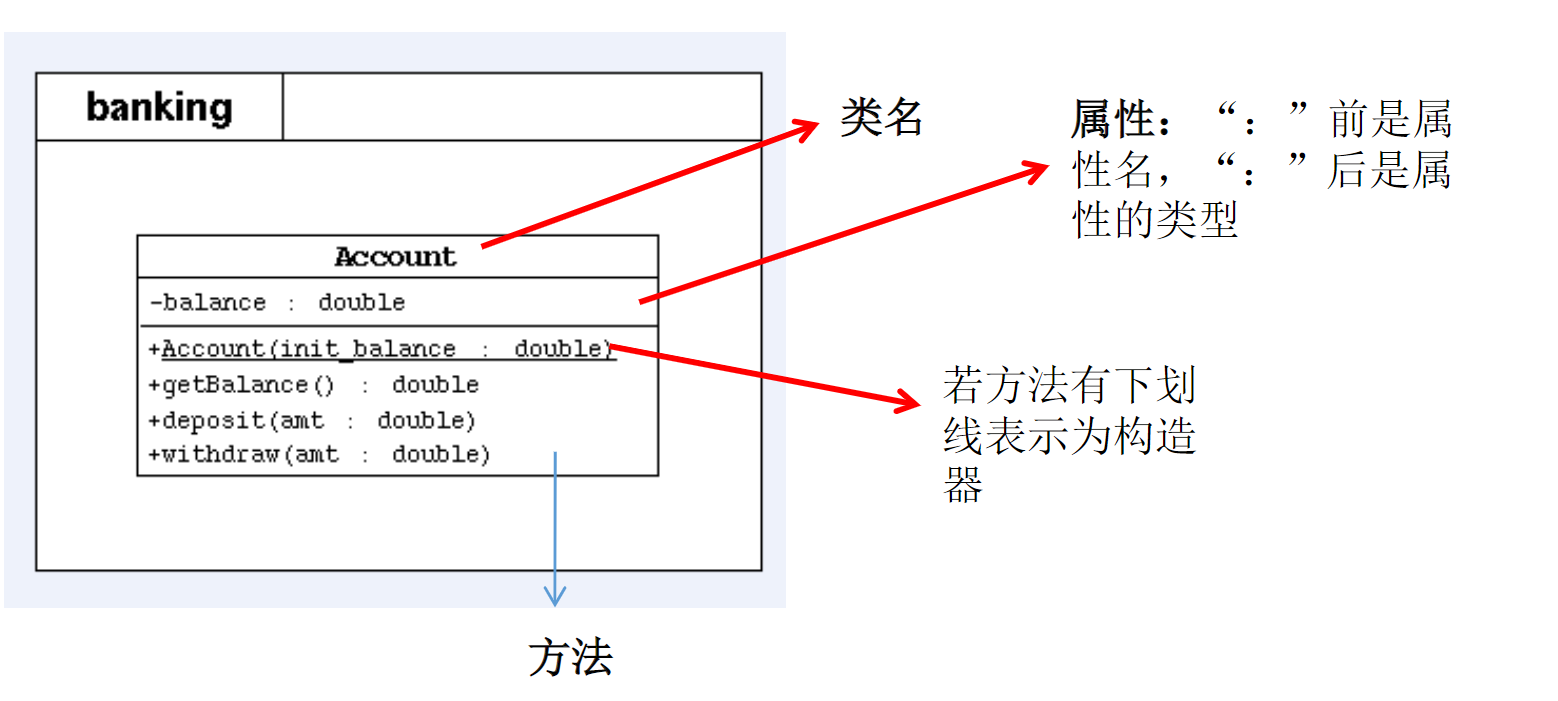 banking
类名
属性：“：”前是属
性名，“：”后是属
性的类型
Account
-balance : double
+Account(init_balance : double)
+getBalance() : double
+deposit(amt : double)
+withdraw(amt : double)
若方法有下划
线表示为构造
器
方法